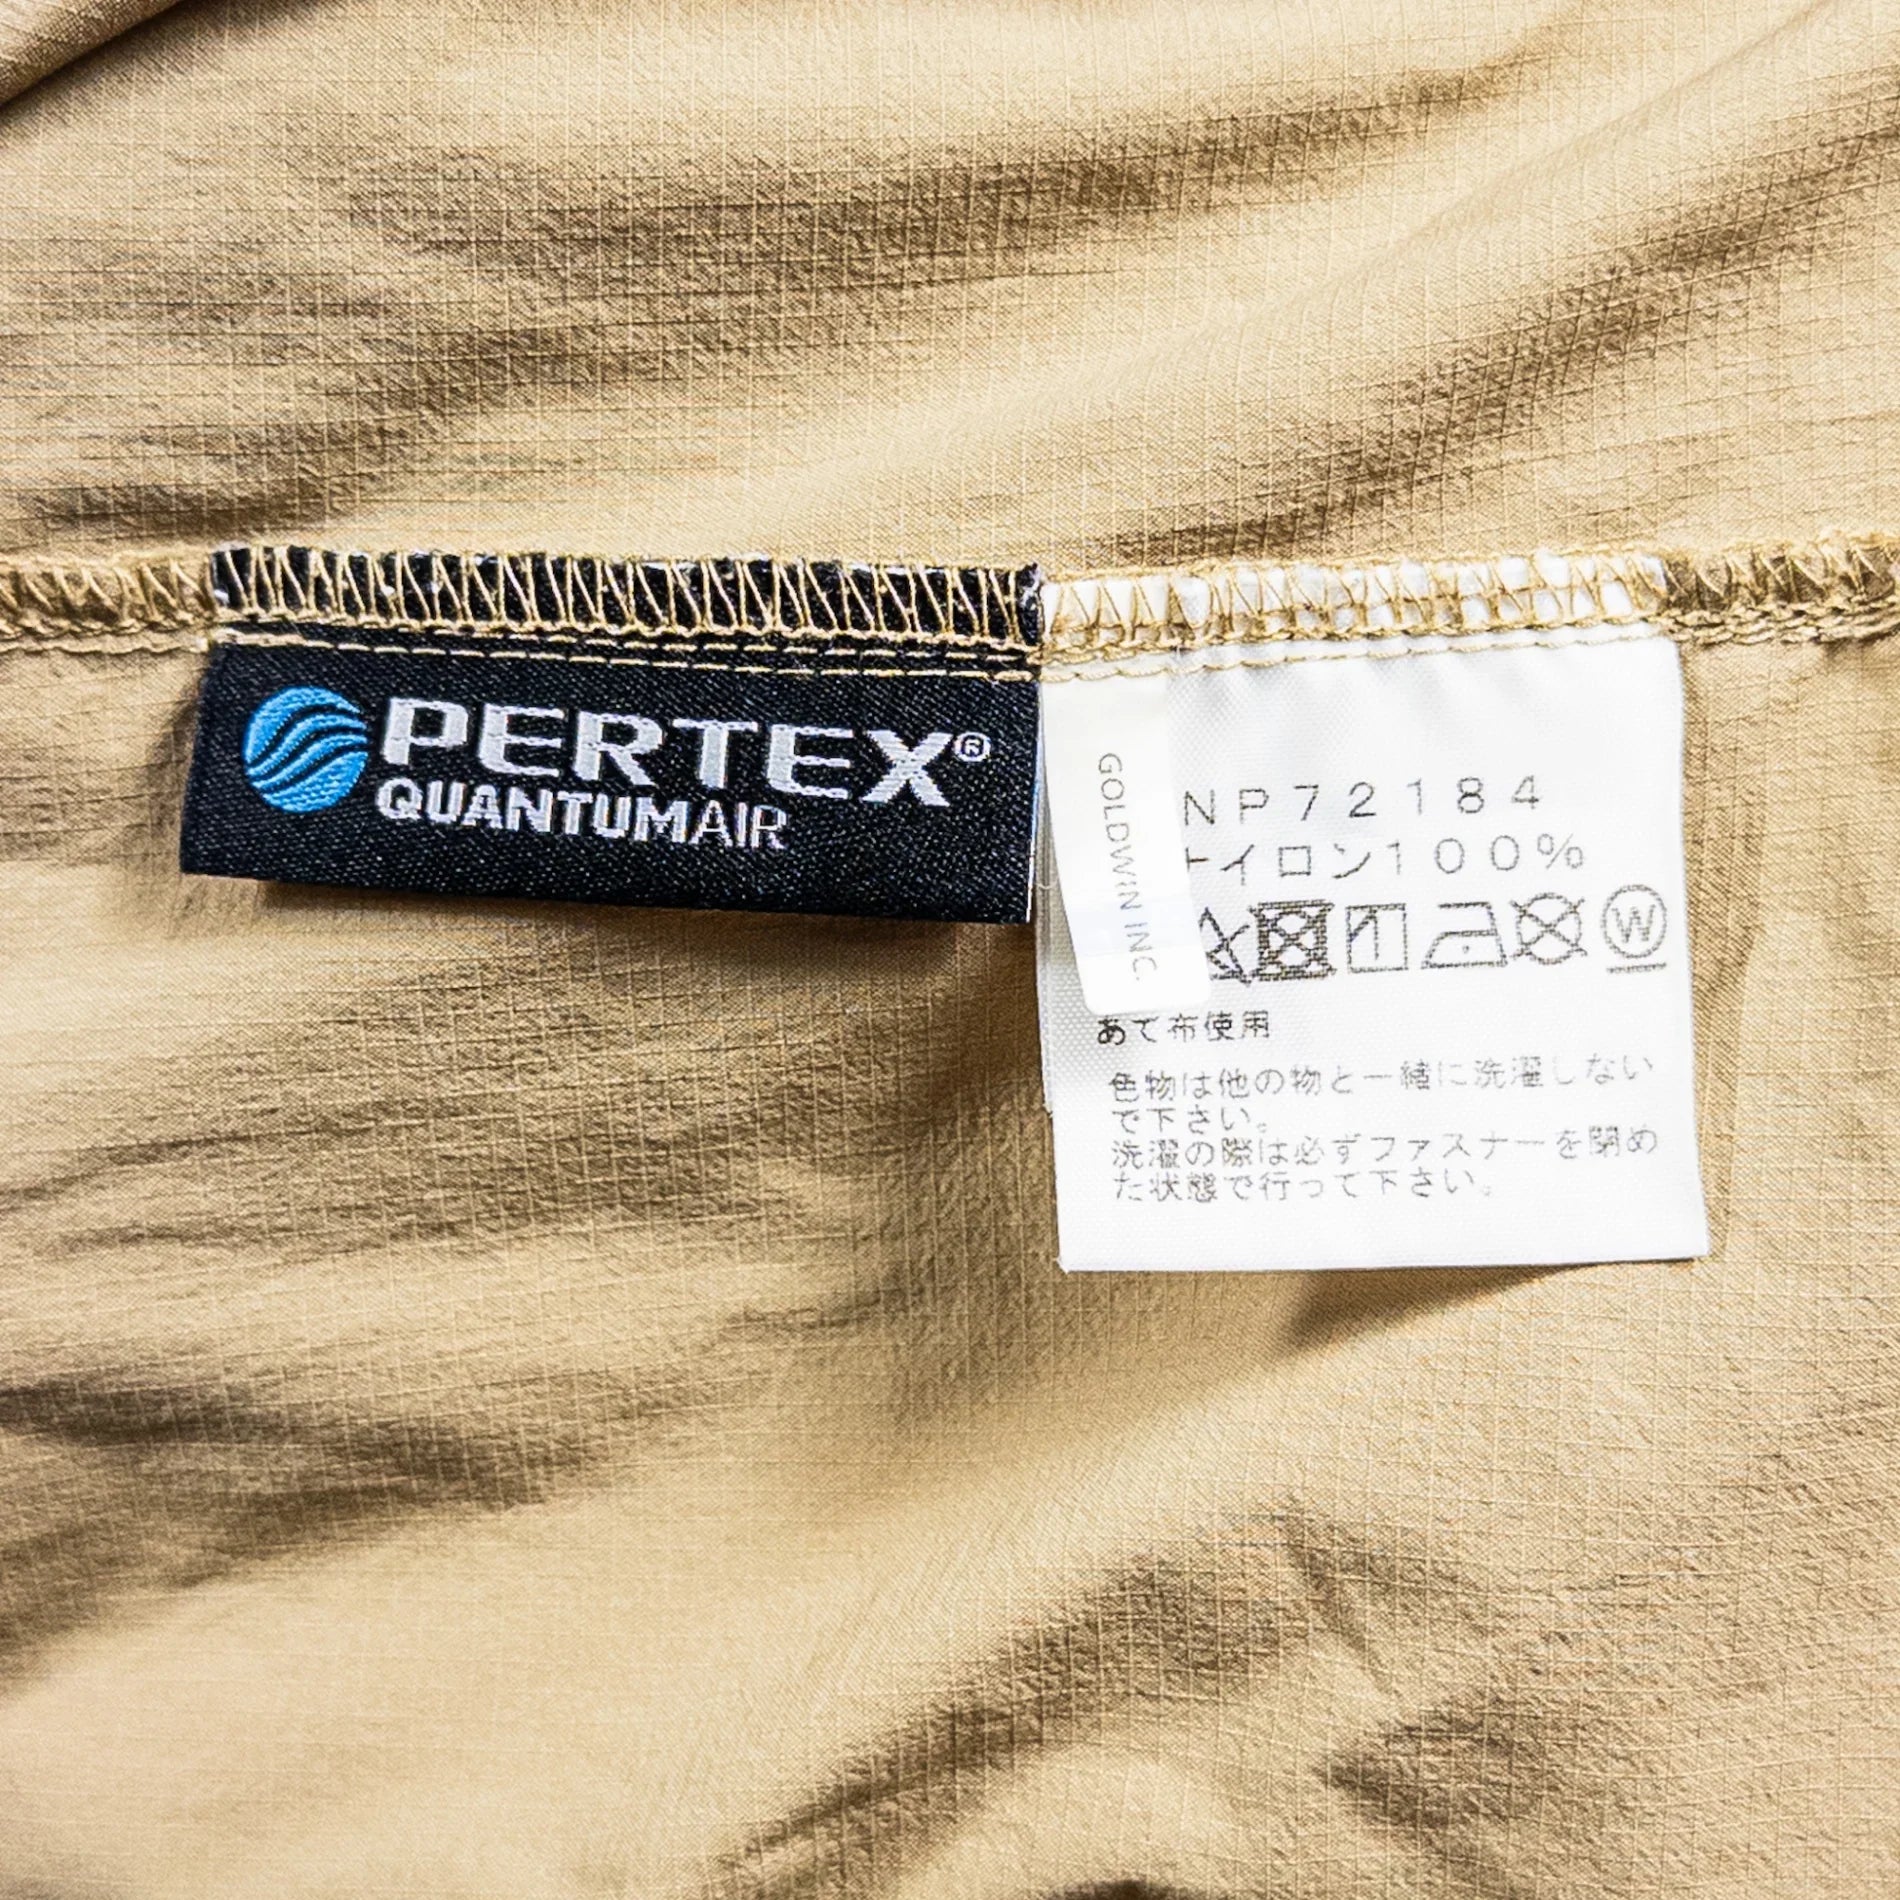 PERTEX®
QUANTUMAIR
GOLDWIN INC.
NP72184
ナイロン100%
W
あて布使用
色物は他の物と一緒に洗濯しない
で下さい。
洗濯の際は必ずファスナーを閉め
た状態で行って下さい。